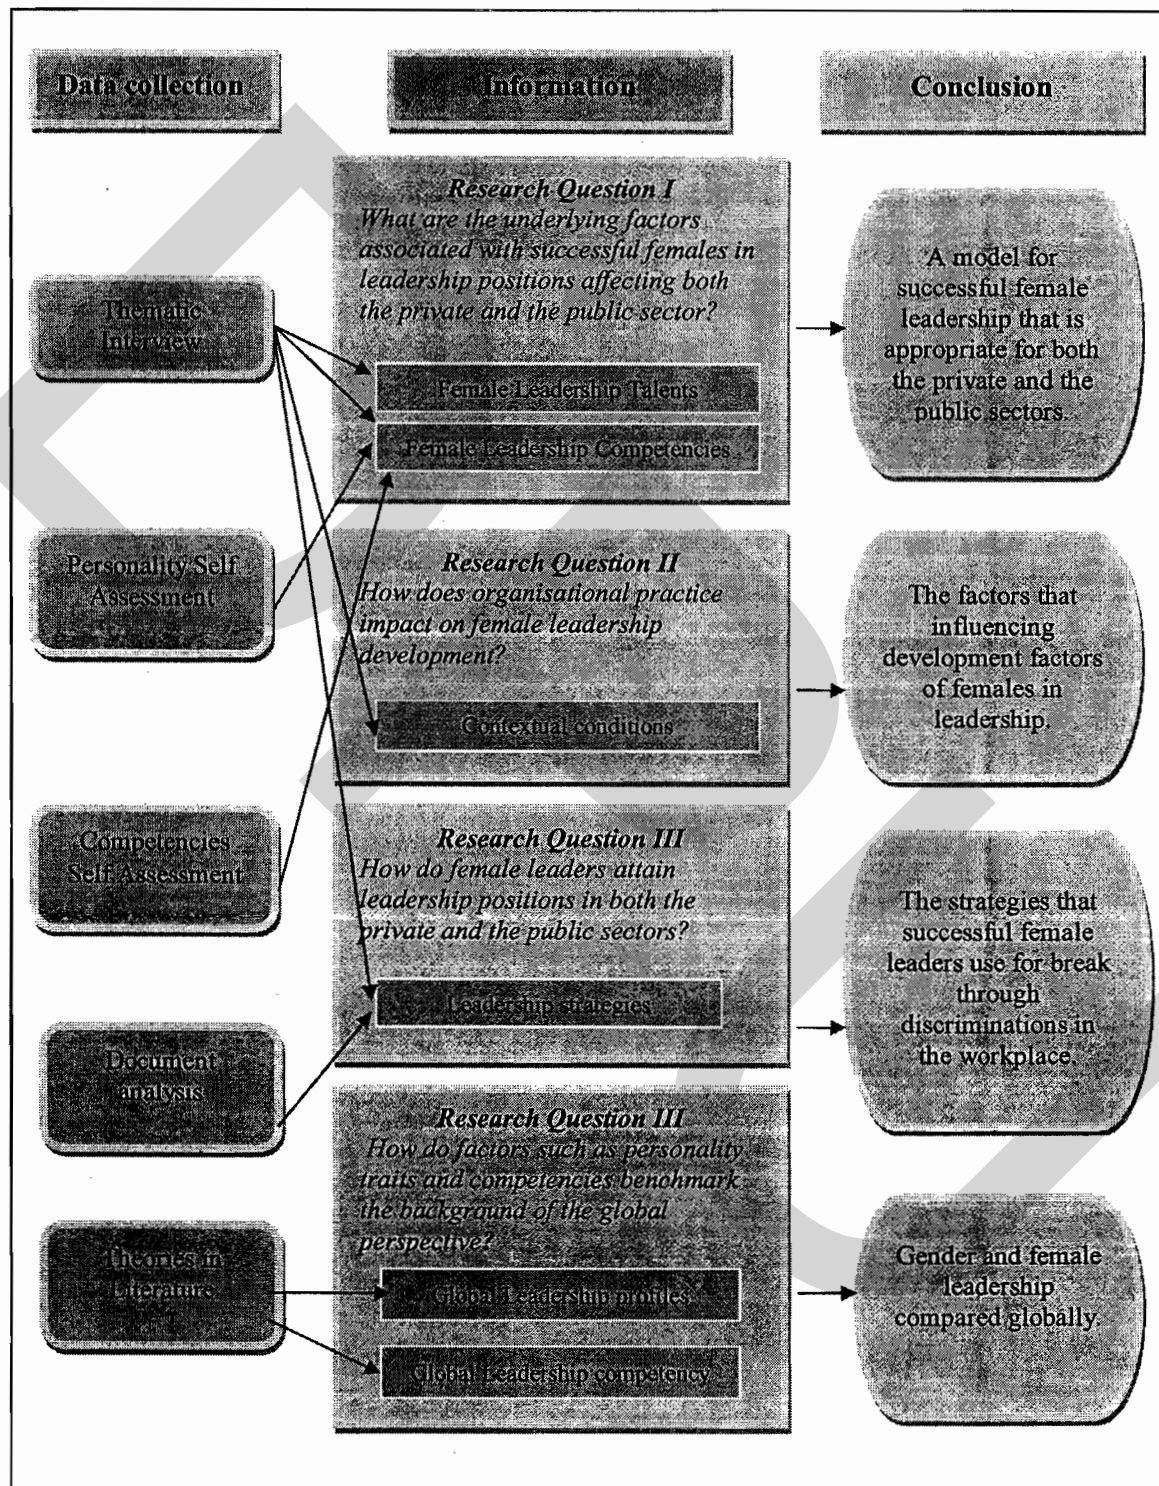 Data collection
Information
Conclusion
Thematic
Interview
Personality Self
Assessment
Competencies
Self Assessment
Document
analysis
Theories in
Literature
Research Question I
What are the underlying factors
associated with successful females in
leadership positions affecting both
the private and the public sector?
Female Leadership Talents
Female Leadership Competencies
Research Question II
How does organisational practice
impact on female leadership
development?
Contextual conditions
Research Question III
How do female leaders attain
leadership positions in both the
private and the public sectors?
Leadership strategies
Research Question III
How do factors such as personality
traits and competencies benchmark
the background of the global
perspective?
Global Leadership profiles
Global Leadership competency
A model for
successful female
leadership that is
appropriate for both
the private and the
public sectors.
The factors that
influencing
development factors
of females in
leadership.
The strategies that
successful female
leaders use for break
through
discriminations in
the workplace.
Gender and female
leadership
compared globally.